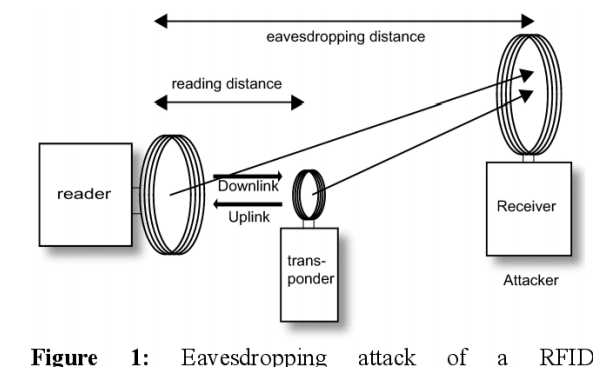 eavesdropping distance
reading distance
reader
Downlink
Uplink
trans-
ponder
Receiver
Attacker
Figure 1: Eavesdropping attack of a RFID